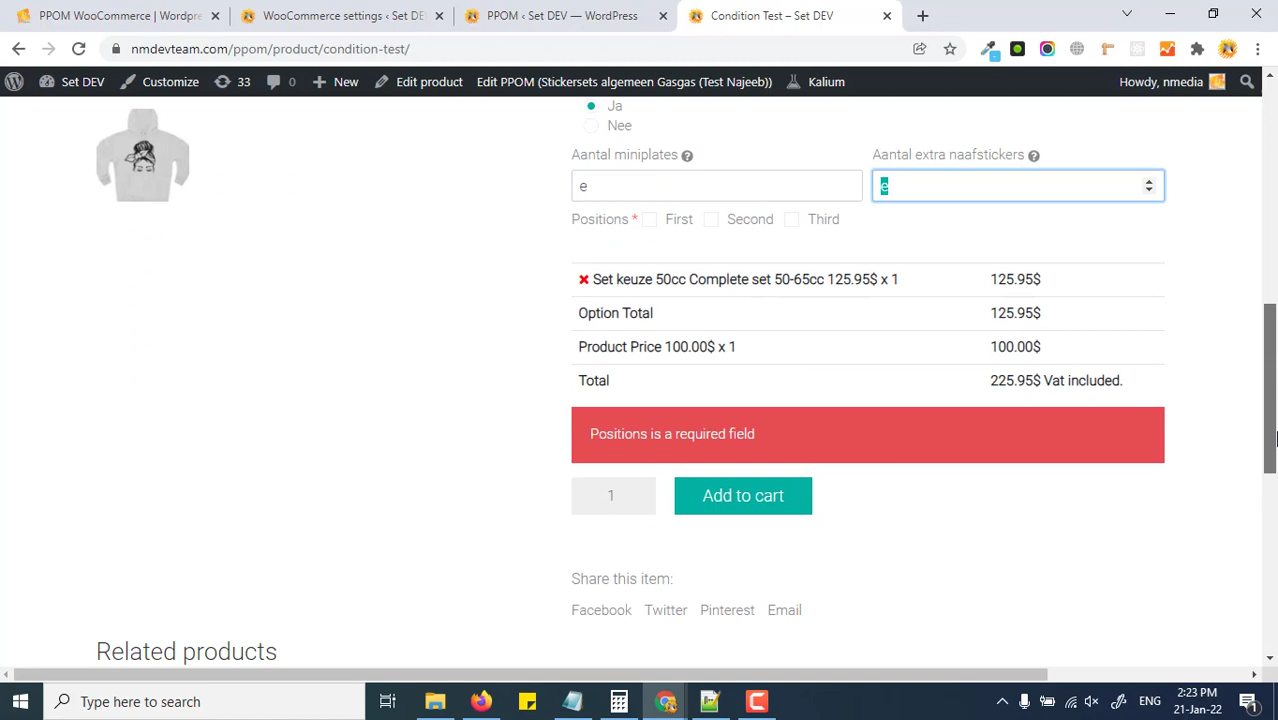 PPOM WooCommerce | Wordpr
WooCommerce settings ‹ Set DE
PPOM ‹ Set DEV — WordPress
Condition Test – Set DEV
nmdevteam.com/ppom/product/condition-test/
Set DEV
Customize
33
0
New
Edit product
Edit PPOM (Stickersets algemeen Gasgas (Test Najeeb))
Kalium
Howdy, nmedia
Ja
Nee
Aantal miniplates
Aantal extra naafstickers
e
e
Positions * First Second Third
Set keuze 50cc Complete set 50-65cc 125.95$ x 1 125.95$
Option Total 125.95$
Product Price 100.00$ x 1 100.00$
Total 225.95$ Vat included.
Positions is a required field
1
Add to cart
Share this item:
Facebook Twitter Pinterest Email
Related products
Type here to search
ENG
2:23 PM
21-Jan-22
1